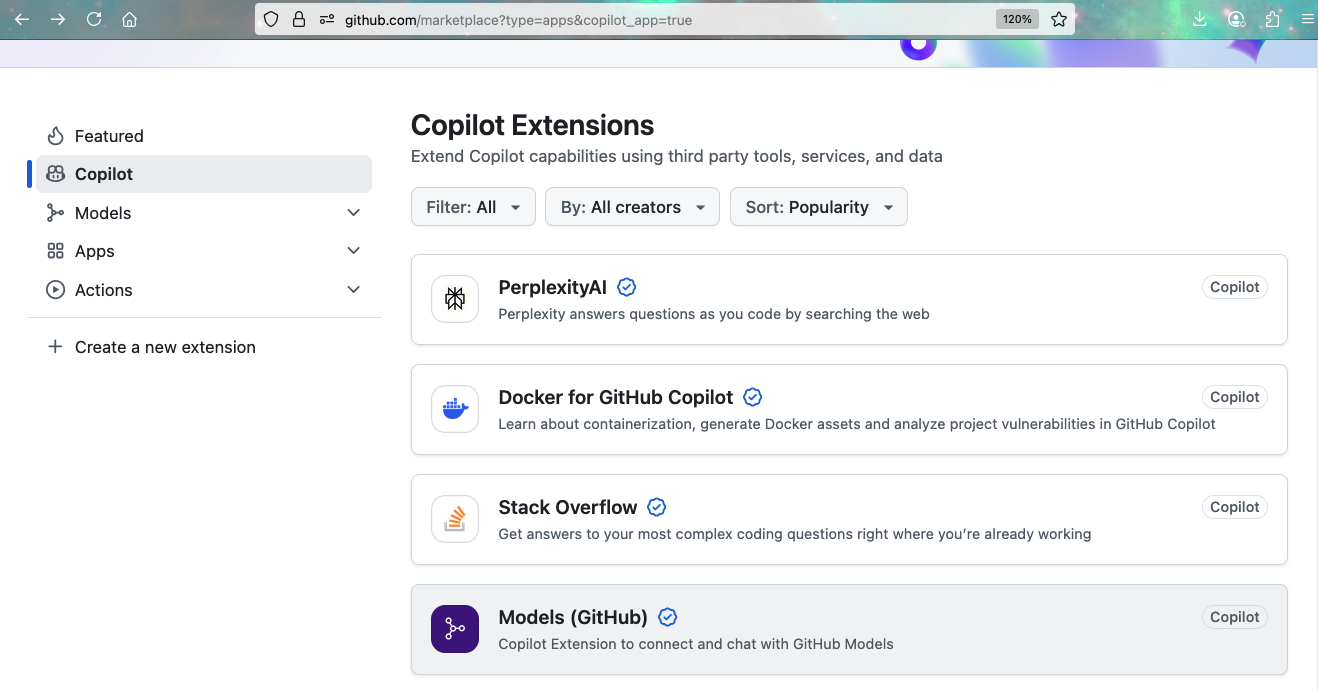 github.com/marketplace?type=apps&copilot_app=true
120%
Featured
Copilot
Models
Apps
Actions
Create a new extension
Copilot Extensions
Extend Copilot capabilities using third party tools, services, and data
Filter: All
By: All creators
Sort: Popularity
PerplexityAI
Copilot
Perplexity answers questions as you code by searching the web
Docker for GitHub Copilot
Copilot
Learn about containerization, generate Docker assets and analyze project vulnerabilities in GitHub Copilot
Stack Overflow
Copilot
Get answers to your most complex coding questions right where you’re already working
Models (GitHub)
Copilot
Copilot Extension to connect and chat with GitHub Models